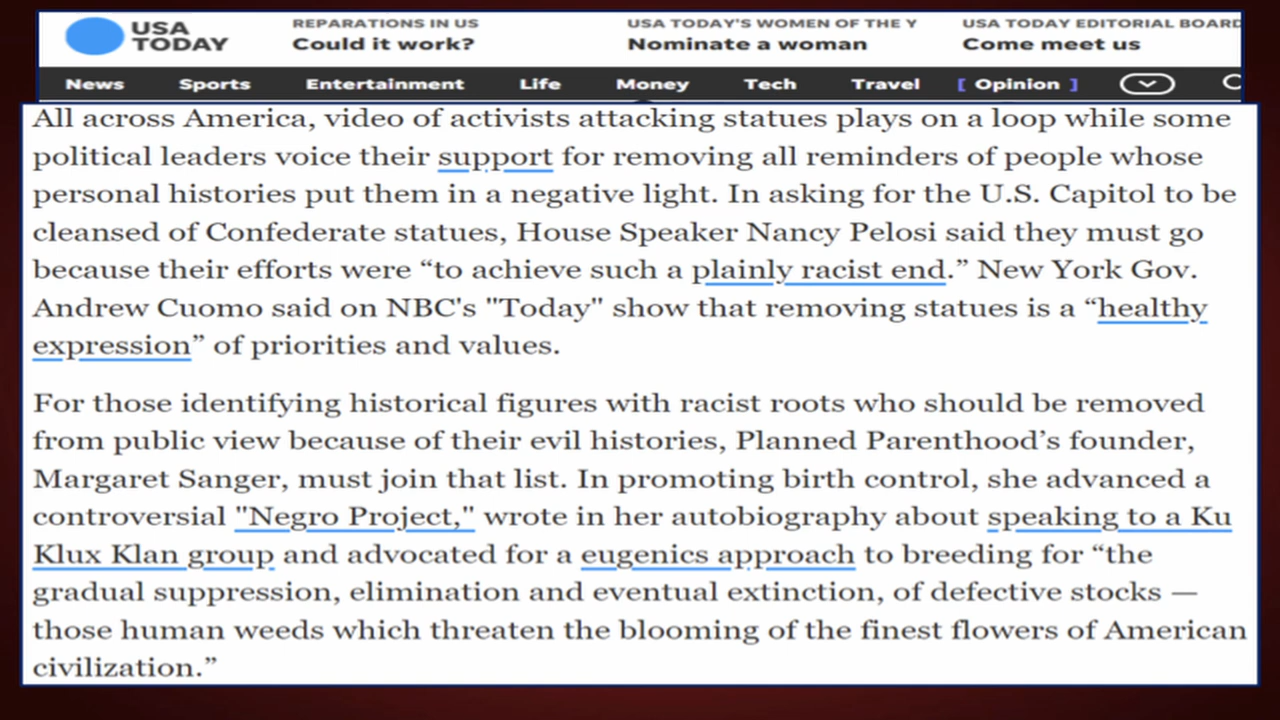 USA
TODAY
REPARATIONS IN US
Could it work?
USA TODAY'S WOMEN OF THE Y
Nominate a woman
USA TODAY EDITORIAL BOARD
Come meet us
News Sports Entertainment Life Money Tech Travel [ Opinion ]
All across America, video of activists attacking statues plays on a loop while some
political leaders voice their support for removing all reminders of people whose
personal histories put them in a negative light. In asking for the U.S. Capitol to be
cleansed of Confederate statues, House Speaker Nancy Pelosi said they must go
because their efforts were “to achieve such a plainly racist end.” New York Gov.
Andrew Cuomo said on NBC's "Today" show that removing statues is a “healthy
expression” of priorities and values.
For those identifying historical figures with racist roots who should be removed
from public view because of their evil histories, Planned Parenthood’s founder,
Margaret Sanger, must join that list. In promoting birth control, she advanced a
controversial "Negro Project," wrote in her autobiography about speaking to a Ku
Klux Klan group and advocated for a eugenics approach to breeding for “the
gradual suppression, elimination and eventual extinction, of defective stocks —
those human weeds which threaten the blooming of the finest flowers of American
civilization.”